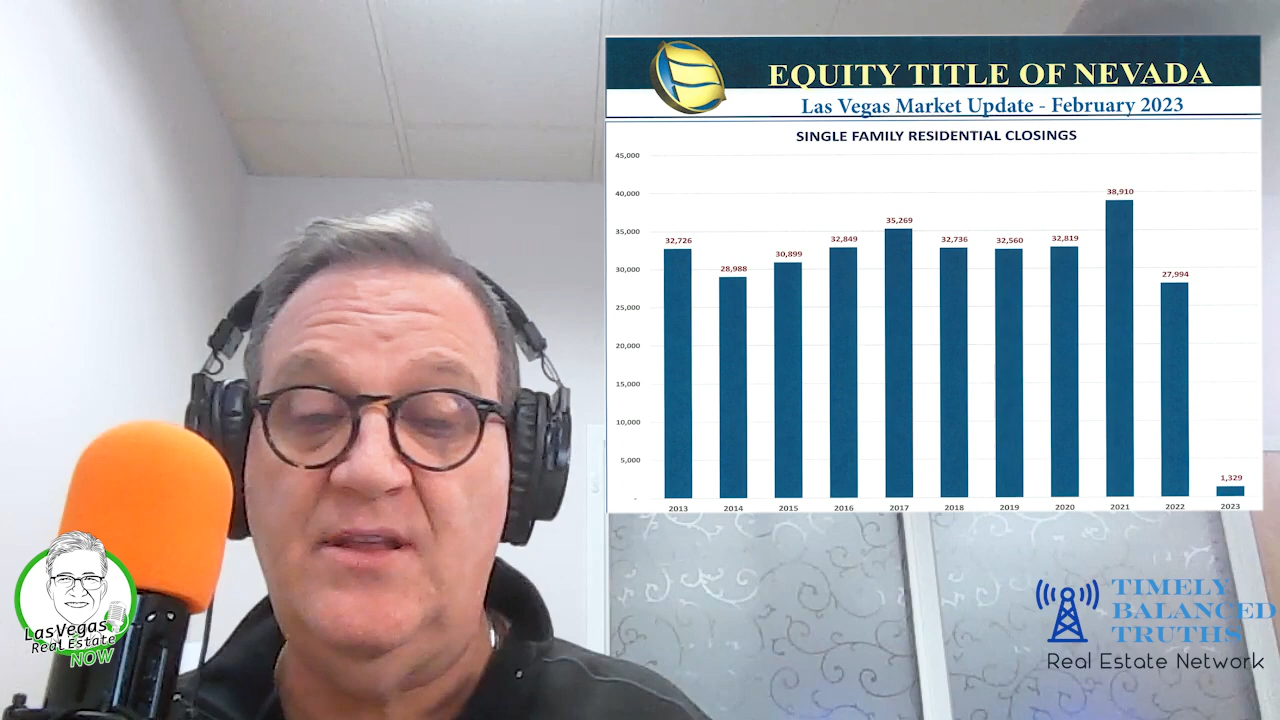 EQUITY TITLE OF NEVADA
Las Vegas Market Update - February 2023
SINGLE FAMILY RESIDENTIAL CLOSINGS
45,000
40,000
35,000
30,000
25,000
20,000
15,000
10,000
5,000
-
32,726
28,988
30,899
32,849
35,269
32,736
32,560
32,819
38,910
27,994
1,329
2013 2014 2015 2016 2017 2018 2019 2020 2021 2022 2023
LasVegas
Real Estate
NOW
TIMELY
BALANCED
TRUTHS
Real Estate Network